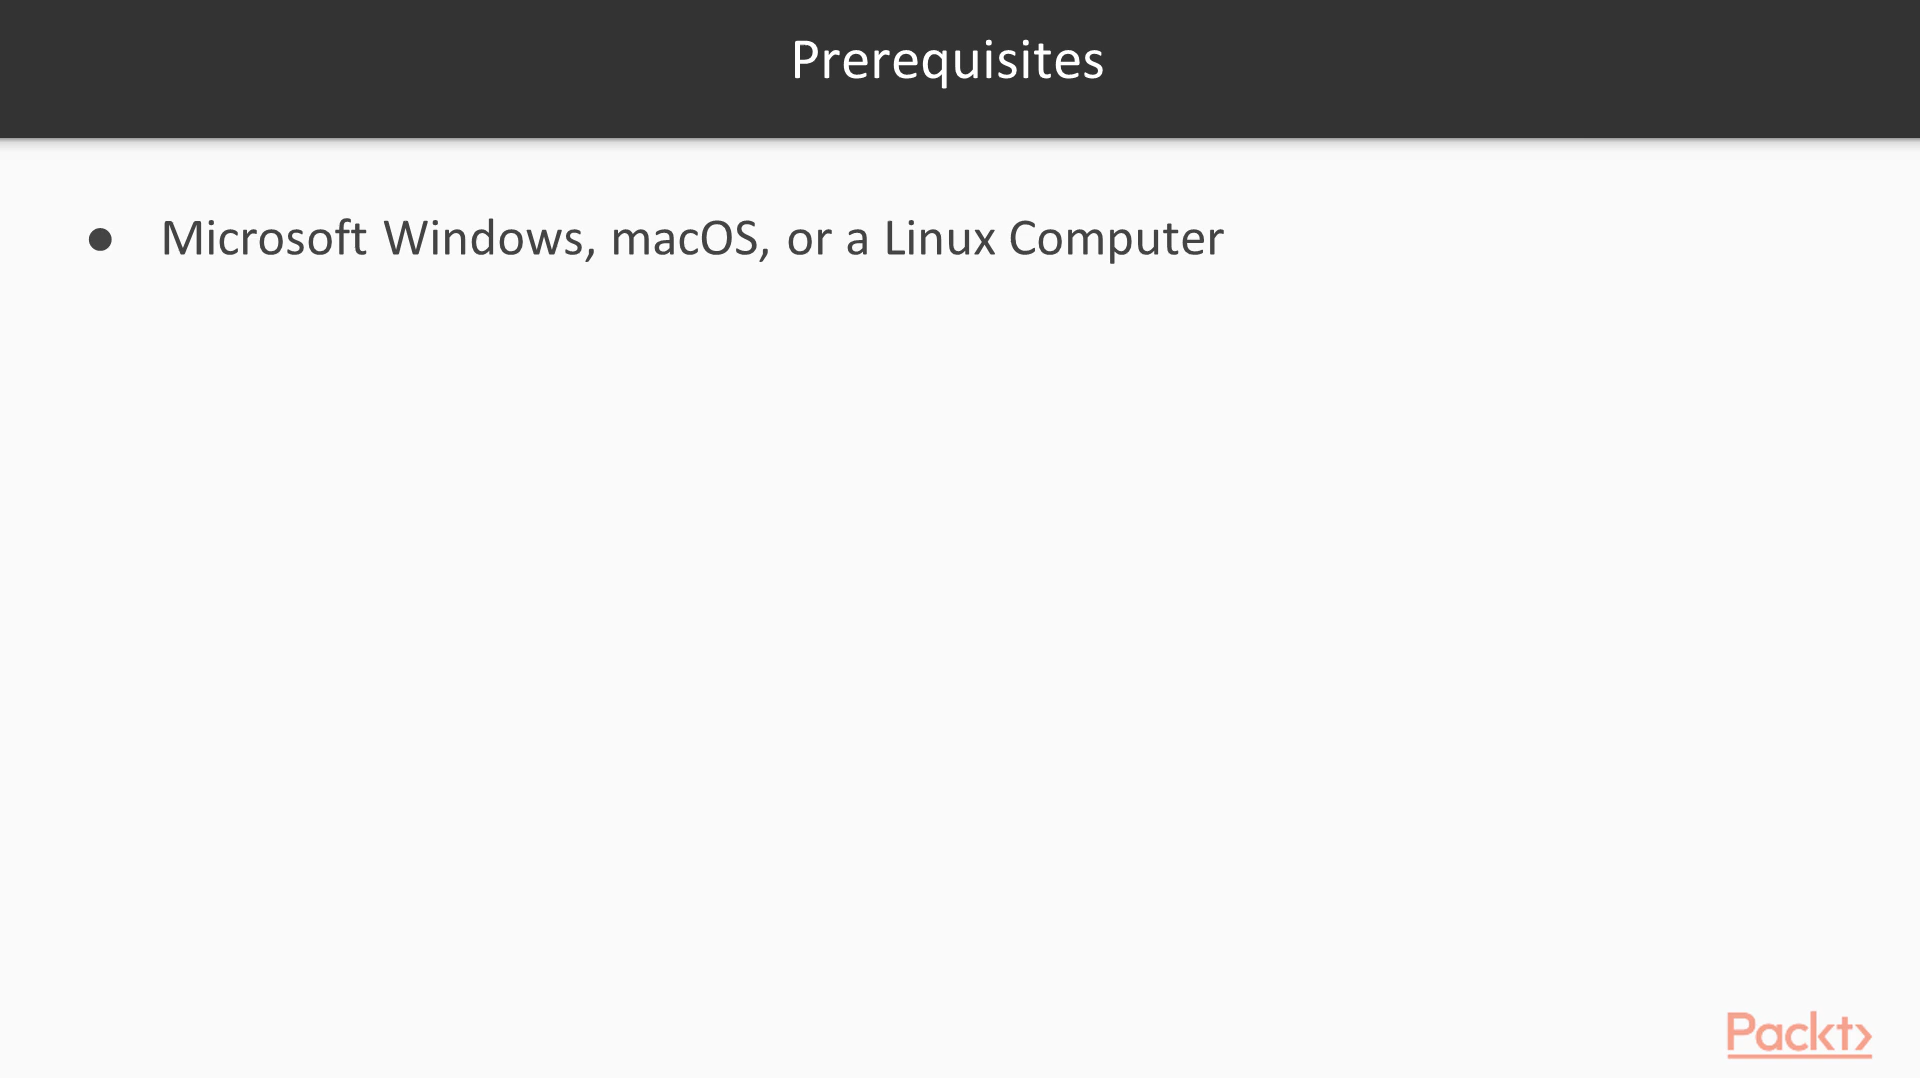 Prerequisites
● Microsoft Windows, macOS, or a Linux Computer
Packt>